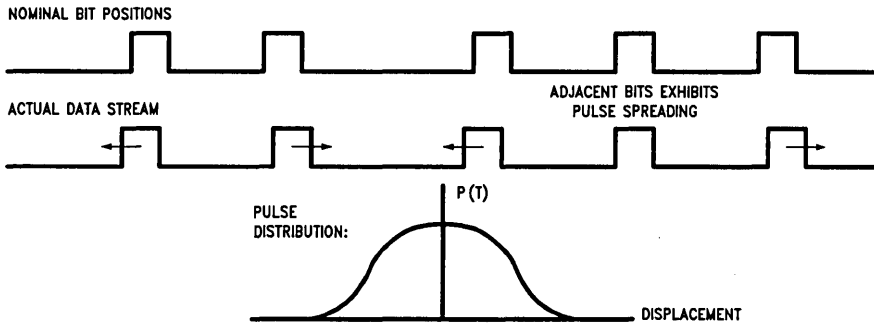 NOMINAL BIT POSITIONS
ADJACENT BITS EXHIBITS
PULSE SPREADING
ACTUAL DATA STREAM
P(T)
PULSE
DISTRIBUTION:
DISPLACEMENT